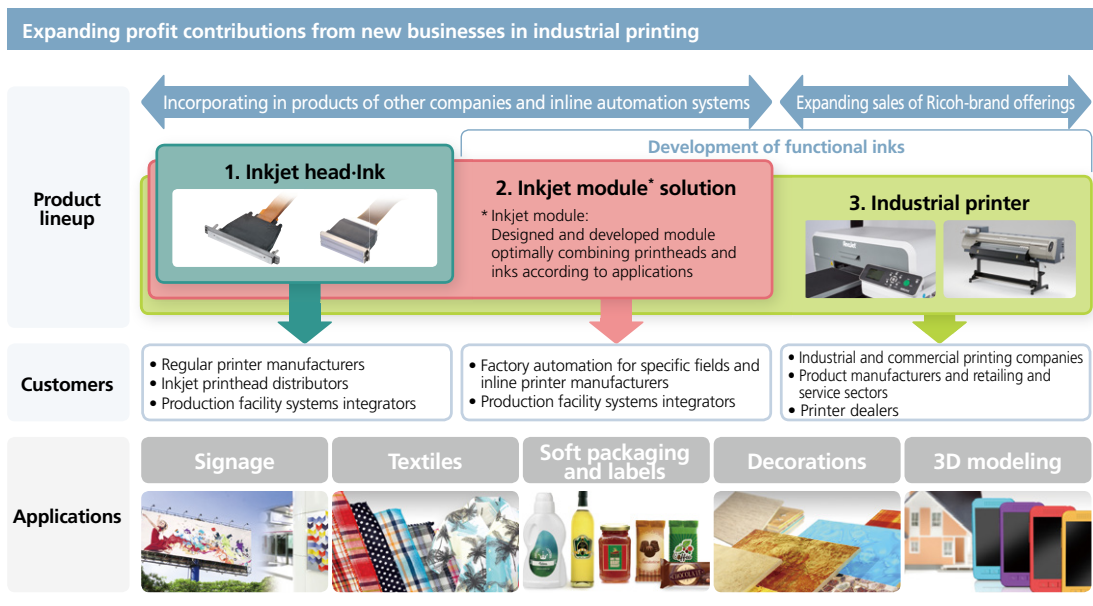 Expanding profit contributions from new businesses in industrial printing
Incorporating in products of other companies and inline automation systems
Expanding sales of Ricoh-brand offerings
Development of functional inks
Product
lineup
1. Inkjet head·Ink
2. Inkjet module* solution
* Inkjet module:
Designed and developed module
optimally combining printheads and
inks according to applications
3. Industrial printer
Customers
• Regular printer manufacturers
• Inkjet printhead distributors
• Production facility systems integrators
• Factory automation for specific fields and
inline printer manufacturers
• Production facility systems integrators
• Industrial and commercial printing companies
• Product manufacturers and retailing and
service sectors
• Printer dealers
Applications
Signage
Textiles
Soft packaging
and labels
Decorations
3D modeling